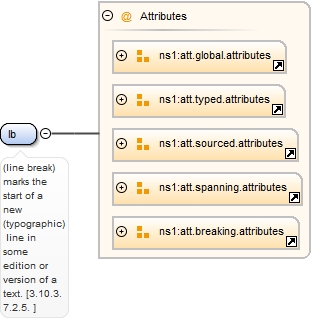 @ Attributes
ns1:att.global.attributes
ns1:att.typed.attributes
ns1:att.sourced.attributes
ns1:att.spanning.attributes
ns1:att.breaking.attributes
lb
(line break)
marks the
start of a
new
(typographic)
line in
some
edition or
version of a
text. [3.10.3.
7.2.5. ]